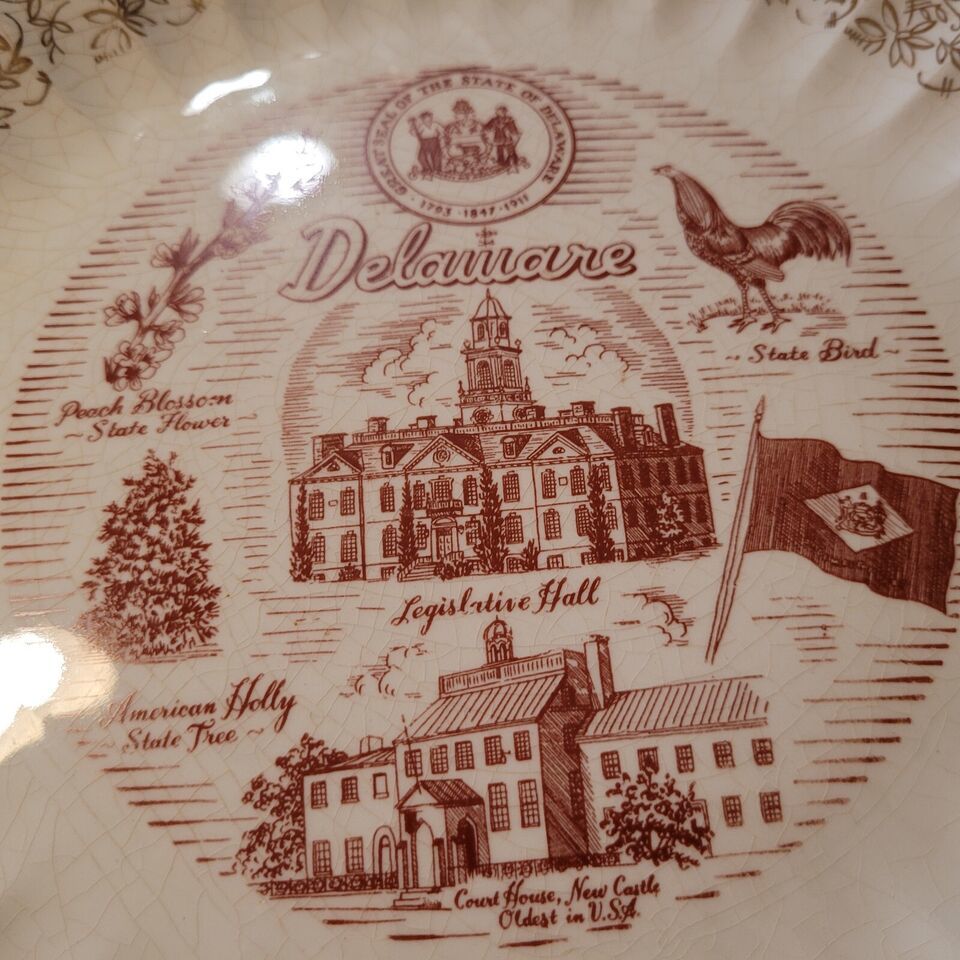 GREAT SEAL OF THE STATE OF DELAWARE
1793 · 1847 · 1911
Delaware
Peach Blossom
~ State Flower ~
~ State Bird ~
Legislative Hall
American Holly
~ State Tree ~
Court House, New Castle
Oldest in U.S.A.